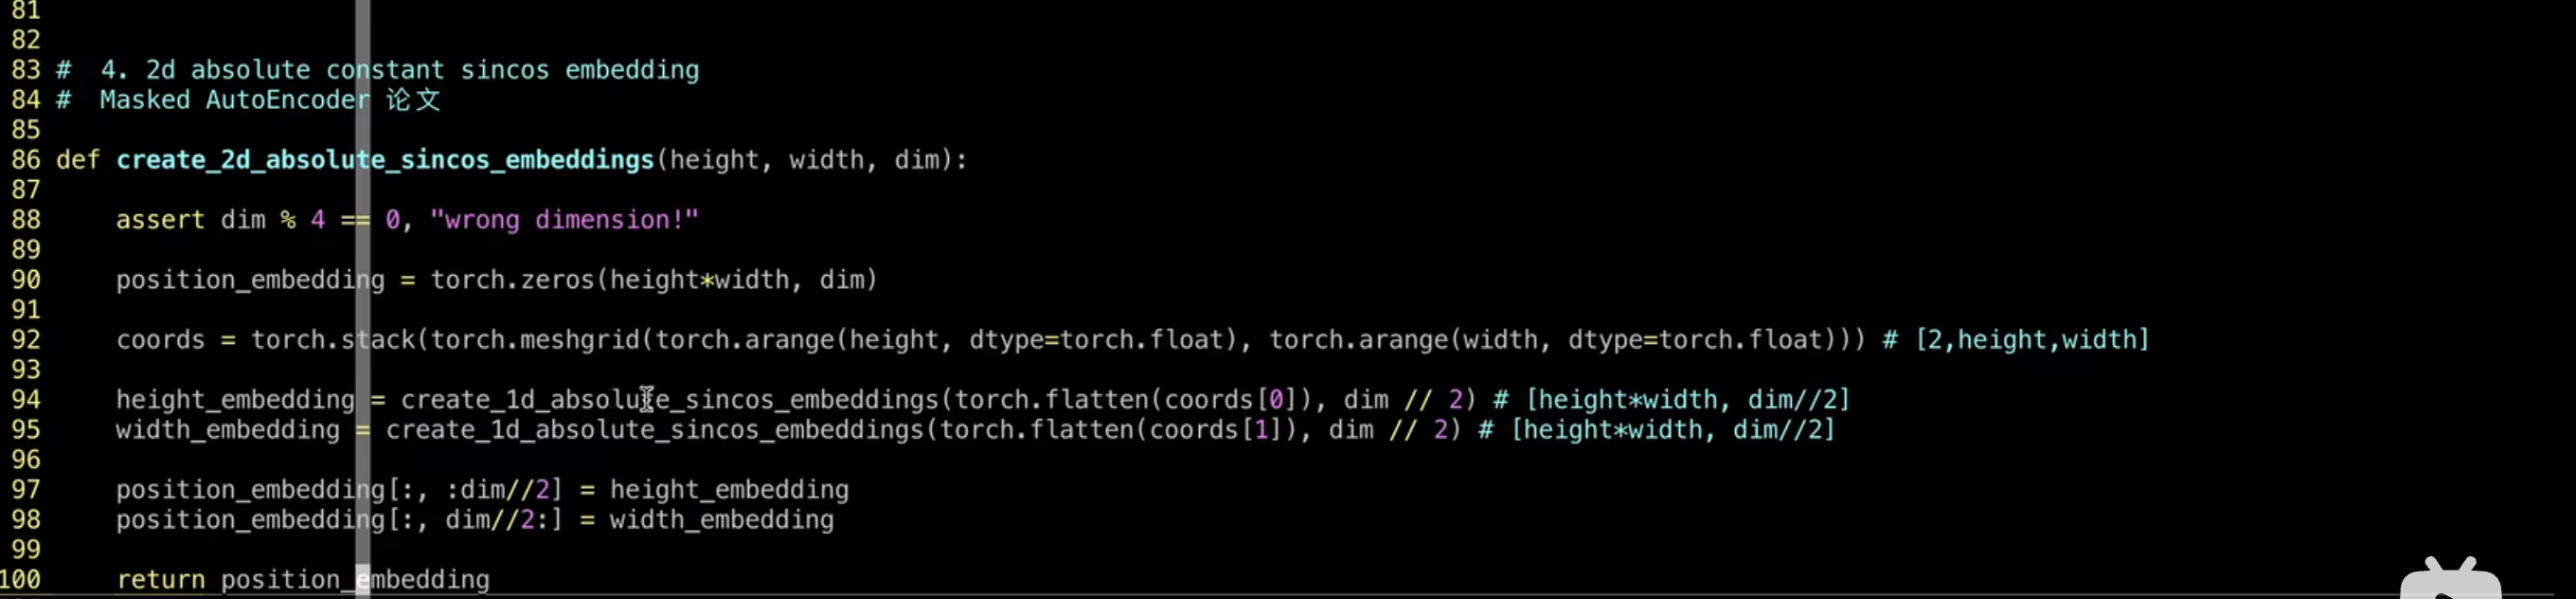 81
82
83 #  4. 2d absolute constant sincos embedding
84 #  Masked AutoEncoder 论文
85
86 def create_2d_absolute_sincos_embeddings(height, width, dim):
87
88     assert dim % 4 == 0, "wrong dimension!"
89
90     position_embedding = torch.zeros(height*width, dim)
91
92     coords = torch.stack(torch.meshgrid(torch.arange(height, dtype=torch.float), torch.arange(width, dtype=torch.float))) # [2,height,width]
93
94     height_embedding = create_1d_absolute_sincos_embeddings(torch.flatten(coords[0]), dim // 2) # [height*width, dim//2]
95     width_embedding = create_1d_absolute_sincos_embeddings(torch.flatten(coords[1]), dim // 2) # [height*width, dim//2]
96
97     position_embedding[:, :dim//2] = height_embedding
98     position_embedding[:, dim//2:] = width_embedding
99
100     return position_embedding